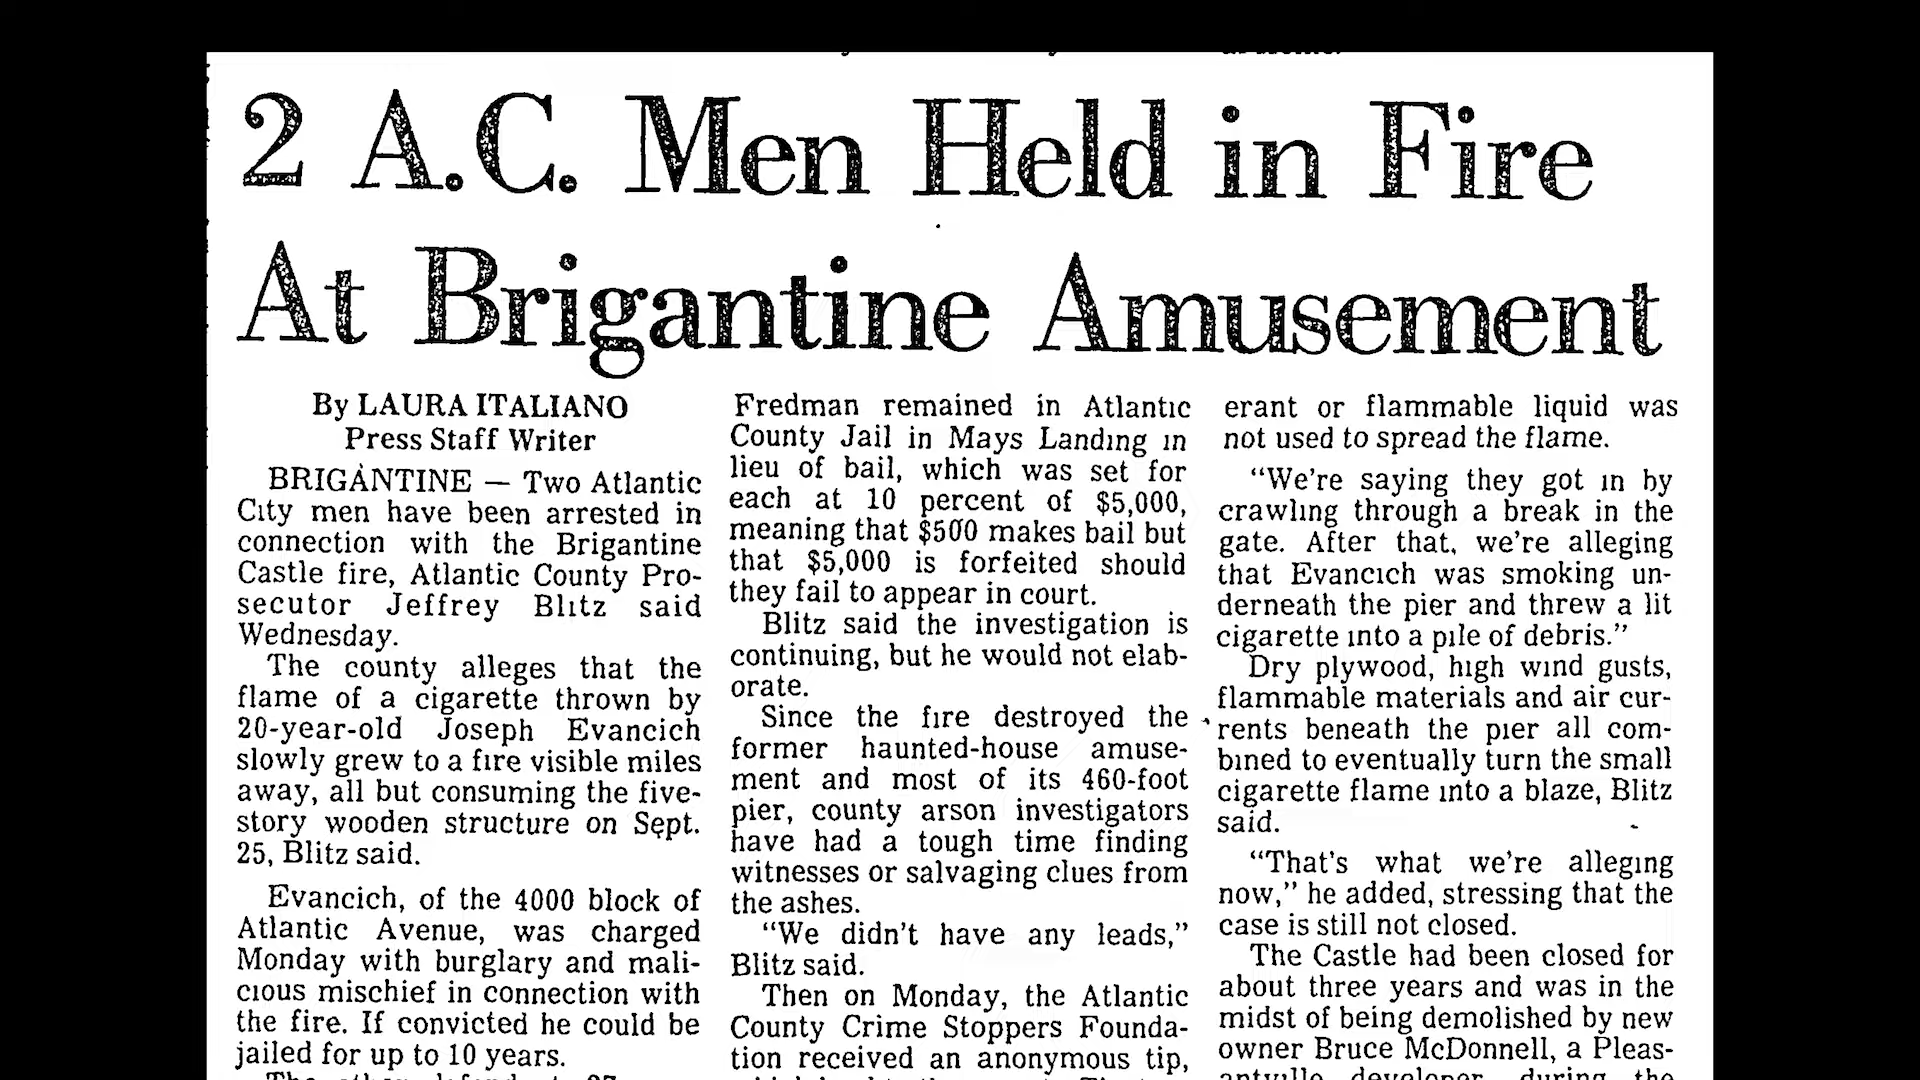 2 A.C. Men Held in Fire
At Brigantine Amusement
By LAURA ITALIANO
Press Staff Writer
BRIGANTINE — Two Atlantic
City men have been arrested in
connection with the Brigantine
Castle fire, Atlantic County Pro-
secutor Jeffrey Blitz said
Wednesday.
The county alleges that the
flame of a cigarette thrown by
20-year-old Joseph Evancich
slowly grew to a fire visible miles
away, all but consuming the five-
story wooden structure on Sept.
25, Blitz said.
Evancich, of the 4000 block of
Atlantic Avenue, was charged
Monday with burglary and mali-
cious mischief in connection with
the fire. If convicted he could be
jailed for up to 10 years.
Fredman remained in Atlantic
County Jail in Mays Landing in
lieu of bail, which was set for
each at 10 percent of $5,000,
meaning that $500 makes bail but
that $5,000 is forfeited should
they fail to appear in court.
Blitz said the investigation is
continuing, but he would not elab-
orate.
Since the fire destroyed the
former haunted-house amuse-
ment and most of its 460-foot
pier, county arson investigators
have had a tough time finding
witnesses or salvaging clues from
the ashes.
"We didn't have any leads,"
Blitz said.
Then on Monday, the Atlantic
County Crime Stoppers Founda-
tion received an anonymous tip,
erant or flammable liquid was
not used to spread the flame.
"We're saying they got in by
crawling through a break in the
gate. After that, we're alleging
that Evancich was smoking un-
derneath the pier and threw a lit
cigarette into a pile of debris."
Dry plywood, high wind gusts,
flammable materials and air cur-
rents beneath the pier all com-
bined to eventually turn the small
cigarette flame into a blaze, Blitz
said.
"That's what we're alleging
now," he added, stressing that the
case is still not closed.
The Castle had been closed for
about three years and was in the
midst of being demolished by new
owner Bruce McDonnell, a Pleas-
antville developer, during the